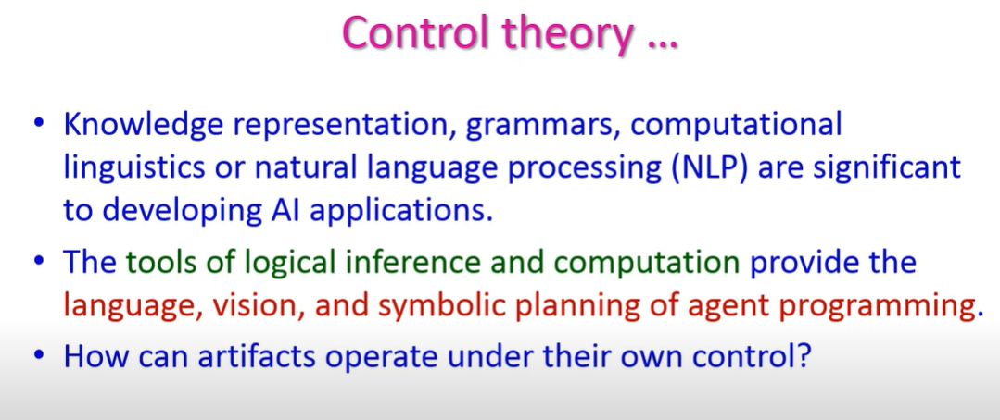 Control theory ...
• Knowledge representation, grammars, computational
linguistics or natural language processing (NLP) are significant
to developing AI applications.
• The tools of logical inference and computation provide the
language, vision, and symbolic planning of agent programming.
• How can artifacts operate under their own control?